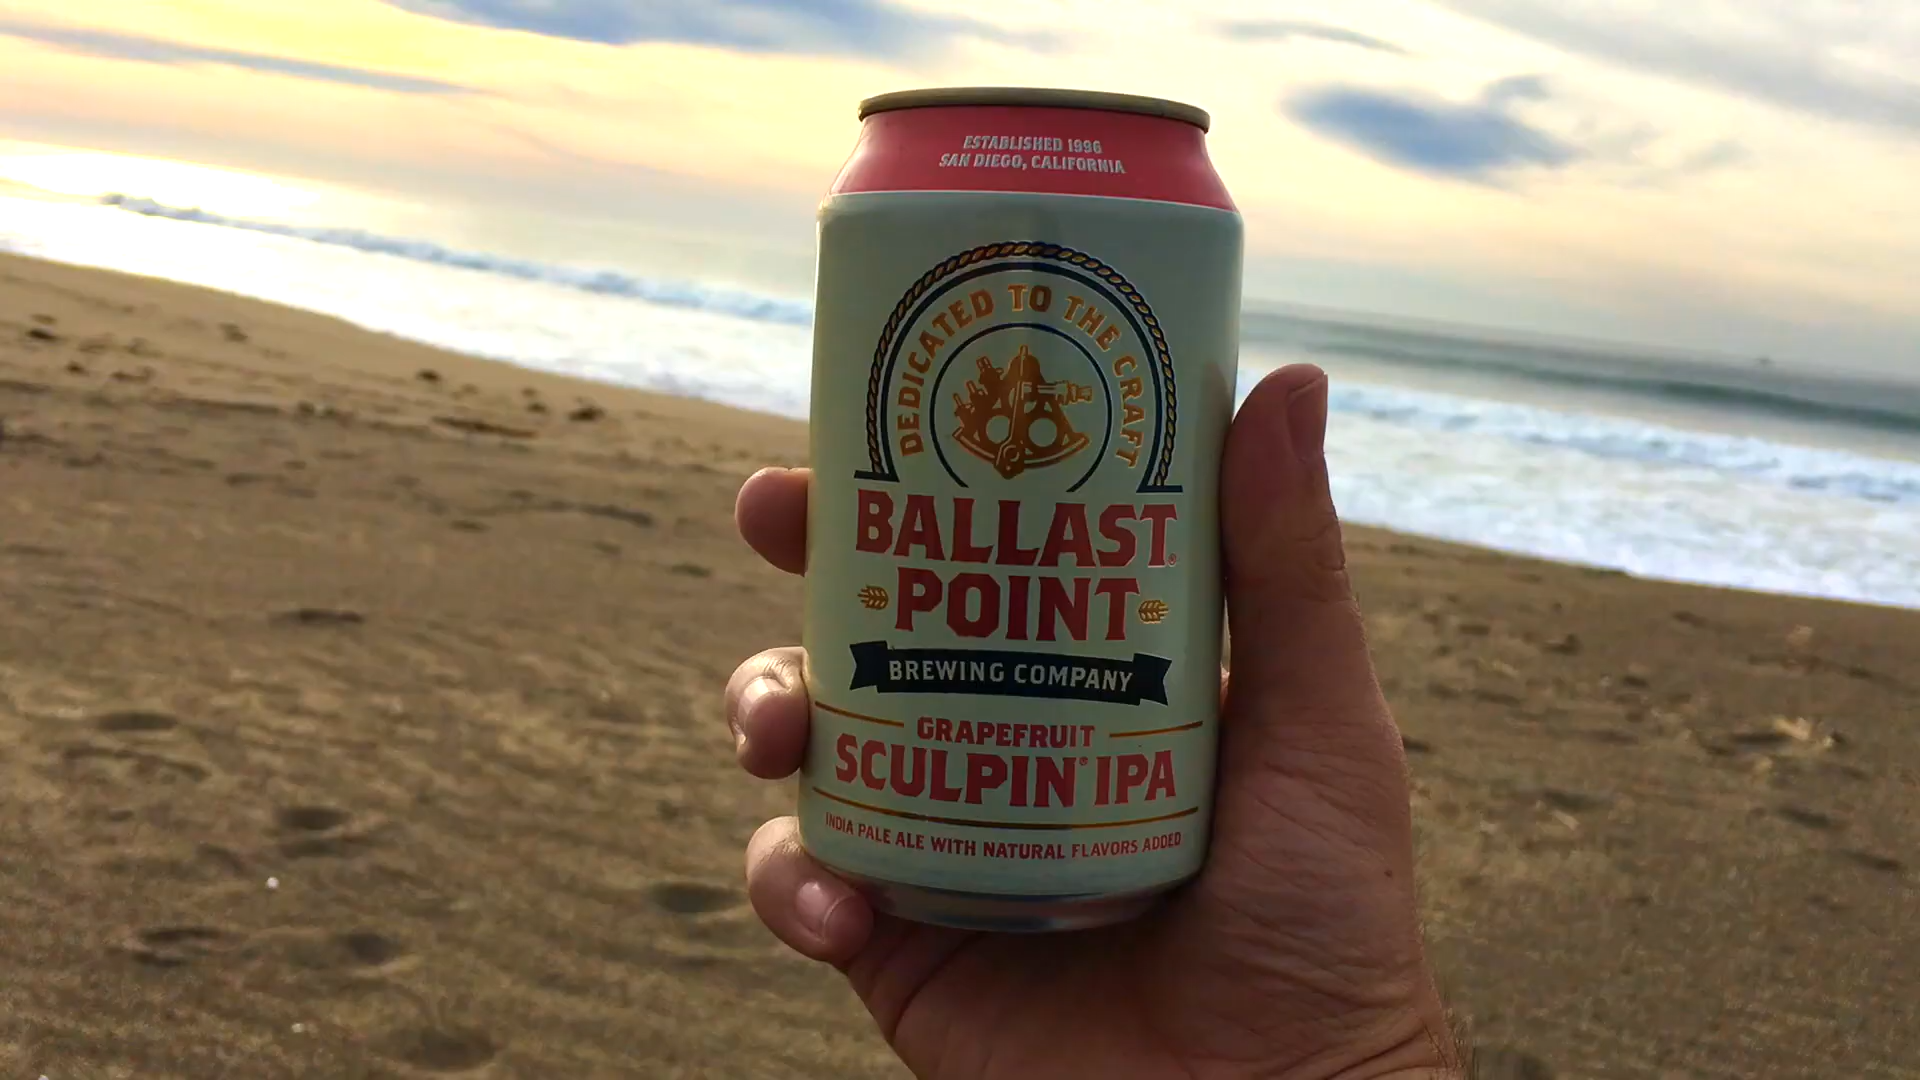 ESTABLISHED 1996
SAN DIEGO, CALIFORNIA
DEDICATED TO THE CRAFT
BALLAST®
POINT
BREWING COMPANY
GRAPEFRUIT
SCULPIN® IPA
INDIA PALE ALE WITH NATURAL FLAVORS ADDED